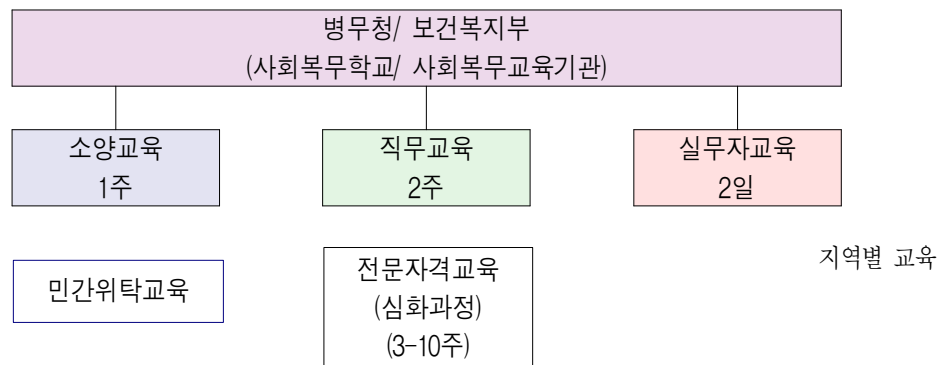 병무청/ 보건복지부
(사회복무학교/ 사회복무교육기관)
소양교육
1주
직무교육
2주
실무자교육
2일
지역별 교육
민간위탁교육
전문자격교육
(심화과정)
(3-10주)